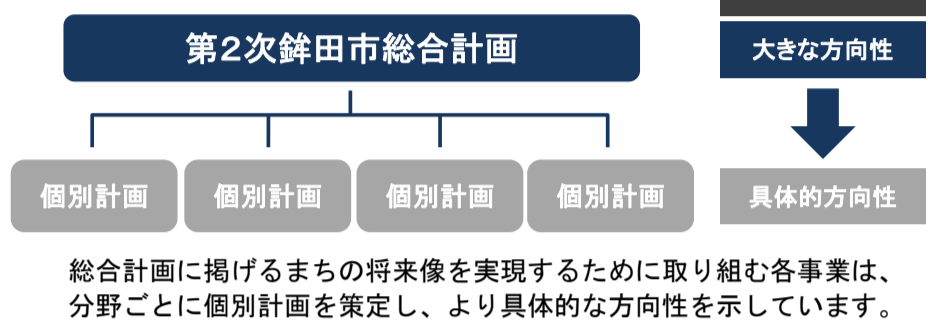 第2次鉾田市総合計画
大きな方向性
個別計画
個別計画
個別計画
個別計画
具体的方向性
総合計画に掲げるまちの将来像を実現するために取り組む各事業は、
分野ごとに個別計画を策定し、より具体的な方向性を示しています。